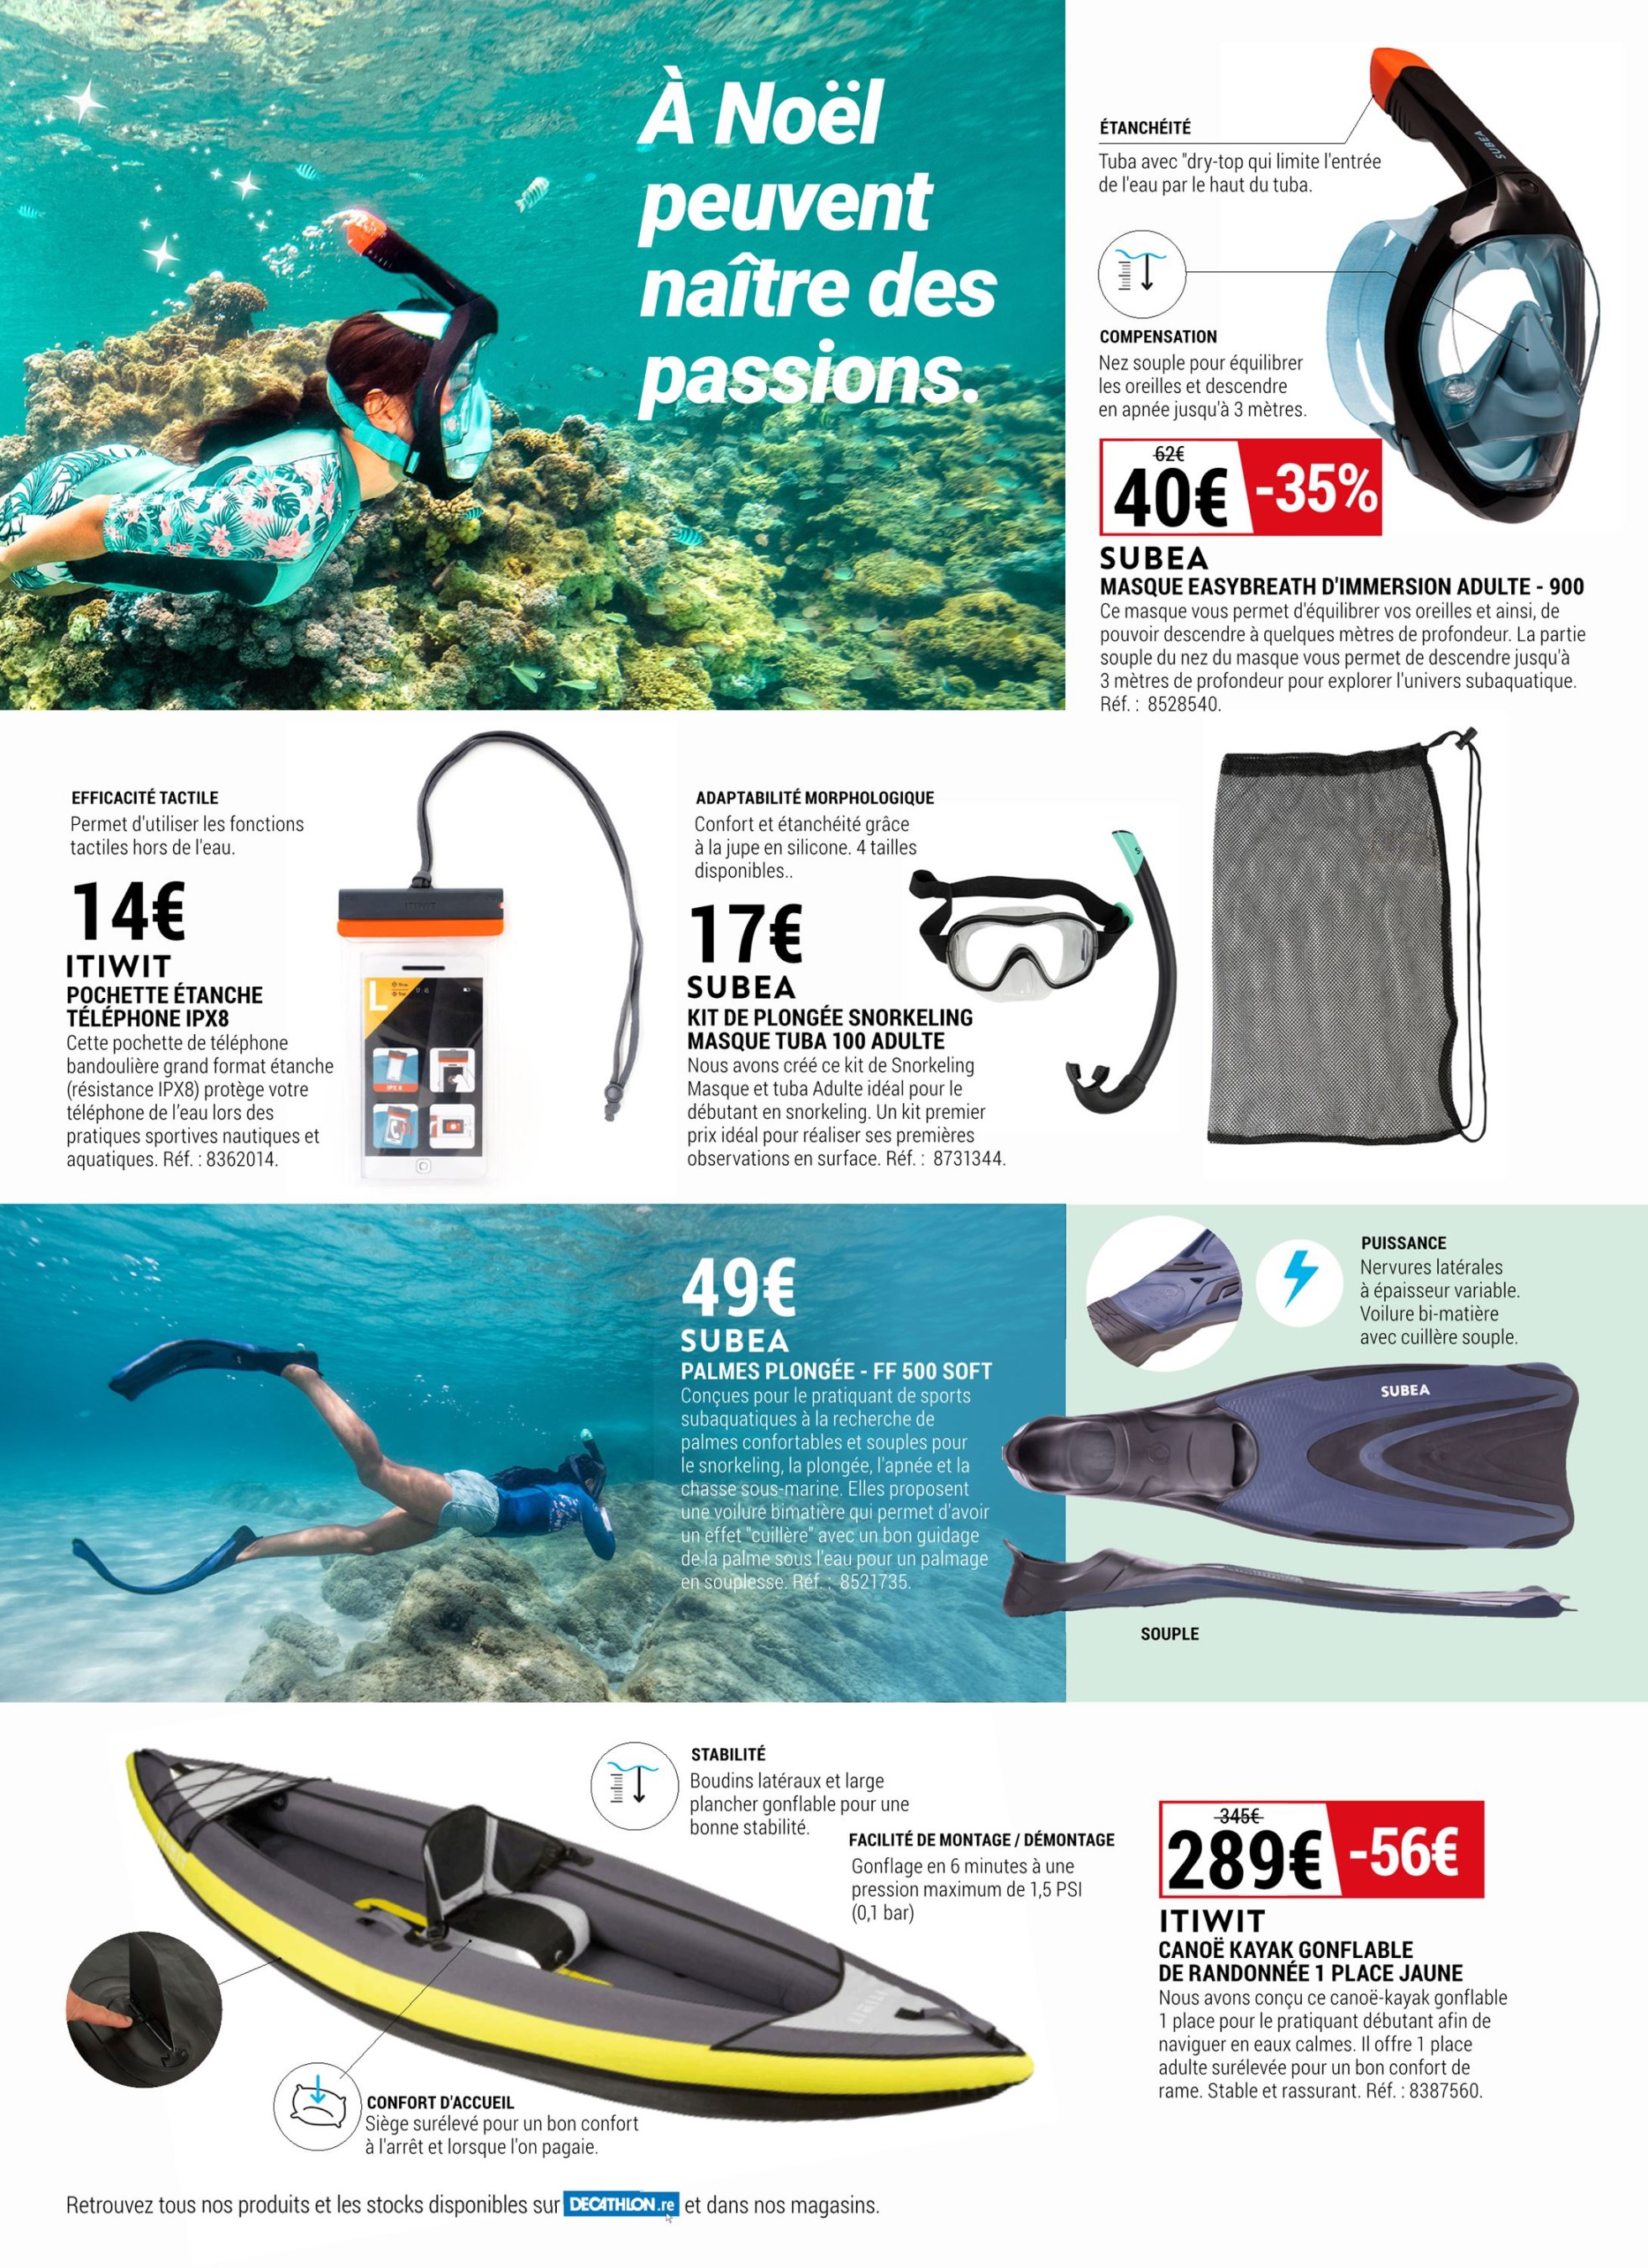 À Noël
peuvent
naître des
passions.
ÉTANCHÉITÉ
Tuba avec "dry-top qui limite l'entrée
de l'eau par le haut du tuba.
SUBEA
COMPENSATION
Nez souple pour équilibrer
les oreilles et descendre
en apnée jusqu'à 3 mètres.
62€
40€ -35%
SUBEA
MASQUE EASYBREATH D'IMMERSION ADULTE - 900
Ce masque vous permet d'équilibrer vos oreilles et ainsi, de
pouvoir descendre à quelques mètres de profondeur. La partie
souple du nez du masque vous permet de descendre jusqu'à
3 mètres de profondeur pour explorer l'univers subaquatique.
Réf. : 8528540.
EFFICACITÉ TACTILE
Permet d'utiliser les fonctions
tactiles hors de l'eau.
14€
ITIWIT
POCHETTE ÉTANCHE
TÉLÉPHONE IPX8
Cette pochette de téléphone
bandoulière grand format étanche
(résistance IPX8) protège votre
téléphone de l'eau lors des
pratiques sportives nautiques et
aquatiques. Réf. : 8362014.
ITIWIT
L
IPX 8
ADAPTABILITÉ MORPHOLOGIQUE
Confort et étanchéité grâce
à la jupe en silicone. 4 tailles
disponibles..
17€
SUBEA
KIT DE PLONGÉE SNORKELING
MASQUE TUBA 100 ADULTE
Nous avons créé ce kit de Snorkeling
Masque et tuba Adulte idéal pour le
débutant en snorkeling. Un kit premier
prix idéal pour réaliser ses premières
observations en surface. Réf. : 8731344.
49€
SUBEA
PALMES PLONGÉE - FF 500 SOFT
Conçues pour le pratiquant de sports
subaquatiques à la recherche de
palmes confortables et souples pour
le snorkeling, la plongée, l'apnée et la
chasse sous-marine. Elles proposent
une voilure bimatière qui permet d'avoir
un effet "cuillère" avec un bon guidage
de la palme sous l'eau pour un palmage
en souplesse. Réf. : 8521735.
PUISSANCE
Nervures latérales
à épaisseur variable.
Voilure bi-matière
avec cuillère souple.
SUBEA
SOUPLE
STABILITÉ
Boudins latéraux et large
plancher gonflable pour une
bonne stabilité.
FACILITÉ DE MONTAGE / DÉMONTAGE
Gonflage en 6 minutes à une
pression maximum de 1,5 PSI
(0,1 bar)
ITIWIT
ITIWIT
CONFORT D'ACCUEIL
Siège surélevé pour un bon confort
à l'arrêt et lorsque l'on pagaie.
345€
289€ -56€
ITIWIT
CANOË KAYAK GONFLABLE
DE RANDONNÉE 1 PLACE JAUNE
Nous avons conçu ce canoë-kayak gonflable
1 place pour le pratiquant débutant afin de
naviguer en eaux calmes. Il offre 1 place
adulte surélevée pour un bon confort de
rame. Stable et rassurant. Réf. : 8387560.
Retrouvez tous nos produits et les stocks disponibles sur DECATHLON.re et dans nos magasins.